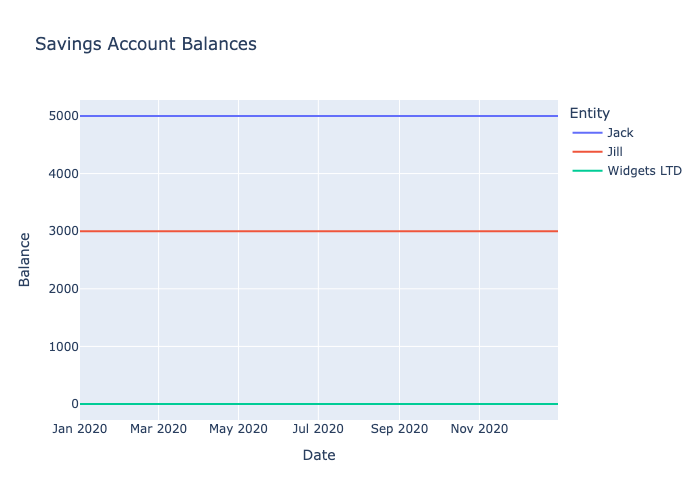 Savings Account Balances
Entity
Jack
Jill
Widgets LTD
Balance
5000
4000
3000
2000
1000
0
Jan 2020
Mar 2020
May 2020
Jul 2020
Sep 2020
Nov 2020
Date